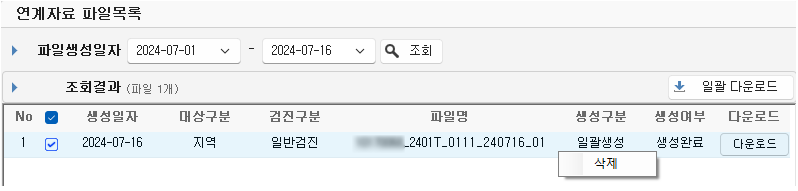 연계자료 파일목록
파일생성일자 2024-07-01 - 2024-07-16 조회
조회결과 (파일 1개) 일괄 다운로드
No 생성일자 대상구분 검진구분 파일명 생성구분 생성여부 다운로드
1 2024-07-16 지역 일반검진 _2401T_0111_240716_01 일괄생성 생성완료 다운로드
삭제